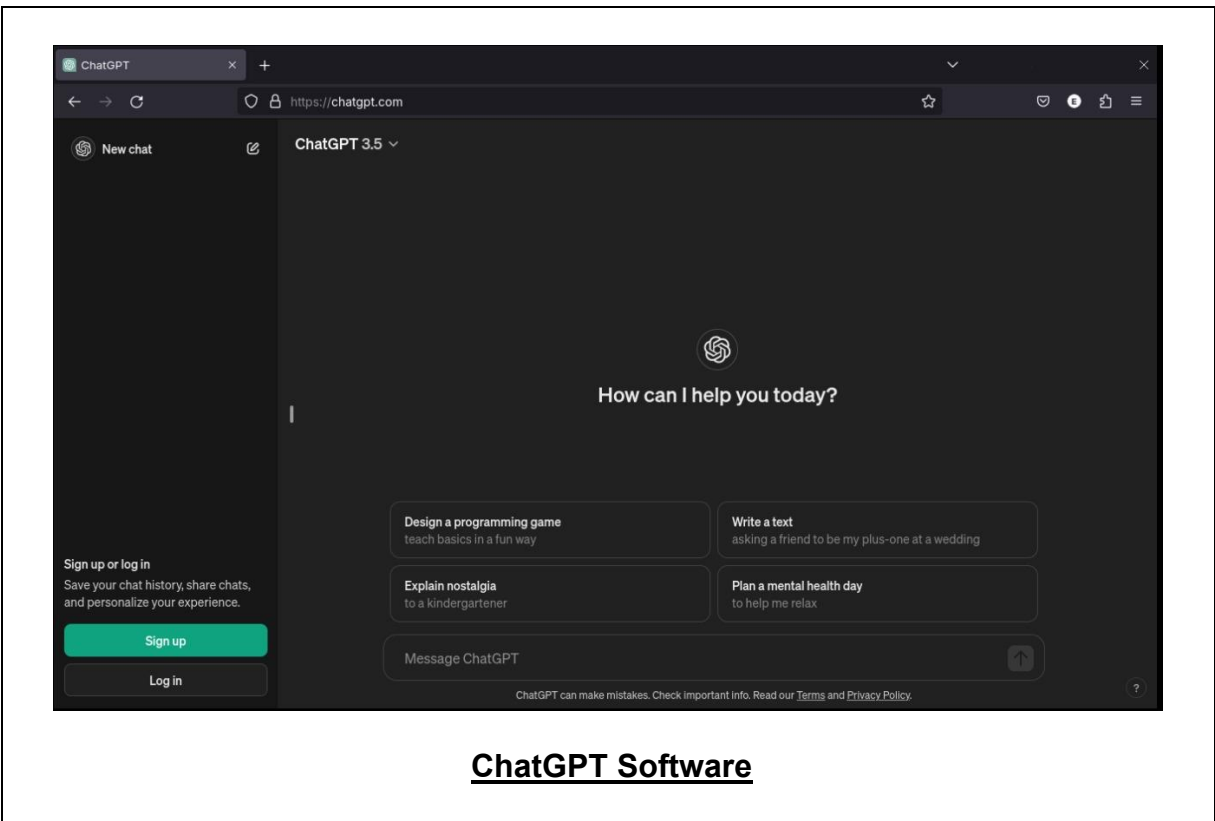 ChatGPT
https://chatgpt.com
E
New chat
ChatGPT 3.5
How can I help you today?
Design a programming game
teach basics in a fun way
Write a text
asking a friend to be my plus-one at a wedding
Explain nostalgia
to a kindergartener
Plan a mental health day
to help me relax
Sign up or log in
Save your chat history, share chats,
and personalize your experience.
Sign up
Log in
Message ChatGPT
ChatGPT can make mistakes. Check important info. Read our Terms and Privacy Policy.
?
ChatGPT Software